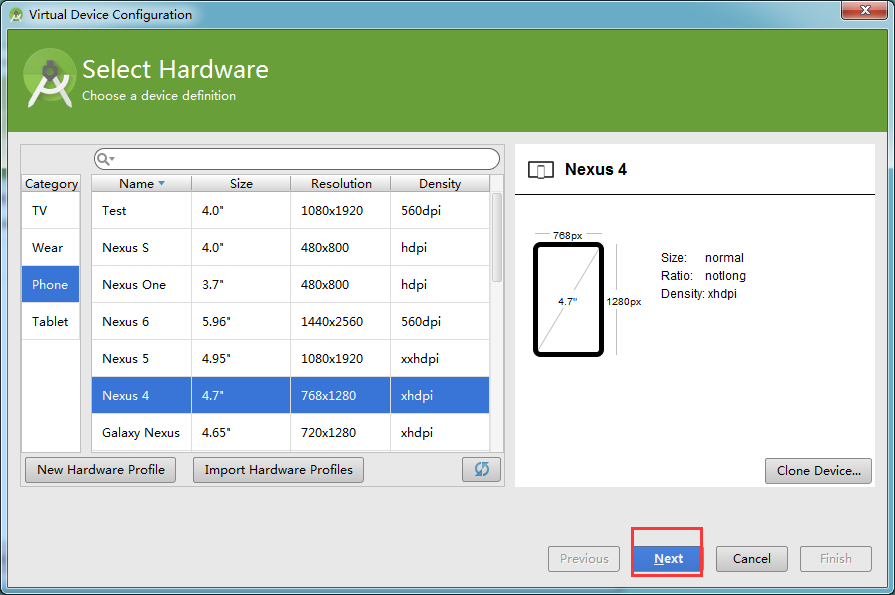 Virtual Device Configuration
Select Hardware
Choose a device definition
Category
TV
Wear
Phone
Tablet
Name Size Resolution Density
Test 4.0" 1080x1920 560dpi
Nexus S 4.0" 480x800 hdpi
Nexus One 3.7" 480x800 hdpi
Nexus 6 5.96" 1440x2560 560dpi
Nexus 5 4.95" 1080x1920 xxhdpi
Nexus 4 4.7" 768x1280 xhdpi
Galaxy Nexus 4.65" 720x1280 xhdpi
New Hardware Profile Import Hardware Profiles
Nexus 4
768px
4.7"
1280px
Size: normal
Ratio: notlong
Density: xhdpi
Clone Device...
Previous Next Cancel Finish